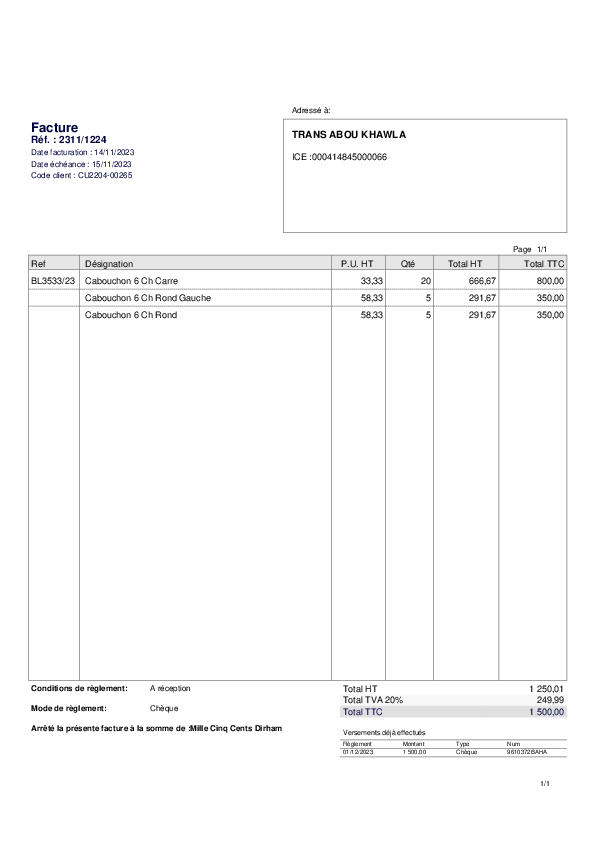 Adressé à:
Facture
Réf. : 2311/1224
Date facturation : 14/11/2023
Date échéance : 15/11/2023
Code client : CU2204-00265
TRANS ABOU KHAWLA
ICE :000414845000066
Page 1/1
Ref Désignation P.U. HT Qté Total HT Total TTC
BL3533/23 Cabouchon 6 Ch Carre 33,33 20 666,67 800,00
Cabouchon 6 Ch Rond Gauche 58,33 5 291,67 350,00
Cabouchon 6 Ch Rond 58,33 5 291,67 350,00
Conditions de règlement: A réception
Mode de règlement: Chèque
Arrêté la présente facture à la somme de :Mille Cinq Cents Dirham
Total HT 1 250,01
Total TVA 20% 249,99
Total TTC 1 500,00
Versements déjà effectués
Règlement Montant Type Num
01/12/2023 1 500,00 Chèque 9610372BAHA
1/1